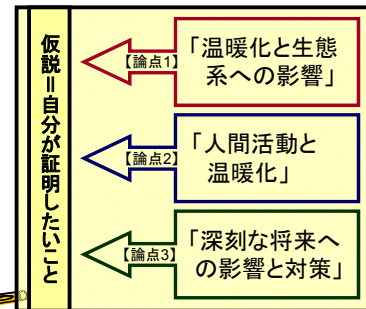 仮説＝自分が証明したいこと
【論点1】
「温暖化と生態
系への影響」
【論点2】
「人間活動と
温暖化」
【論点3】
「深刻な将来へ
の影響と対策」